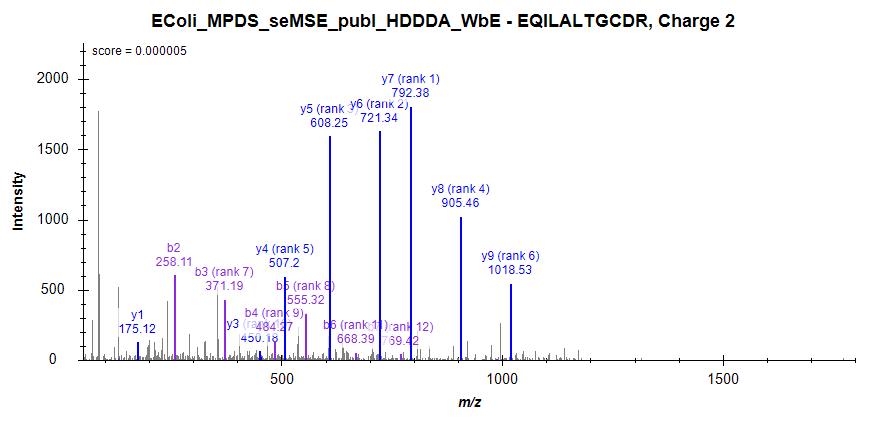 EColi_MPDS_seMSE_publ_HDDDA_WbE - EQILALTGCDR, Charge 2
score = 0.000005
2000
1500
1000
500
0
Intensity
y7 (rank 1)
792.38
y5 (rank
608.25
y6 (rank 2)
721.34
y8 (rank 4)
905.46
b2
258.11
y4 (rank 5)
507.2
y9 (rank 6)
1018.53
b3 (rank 7)
371.19
b5 (rank 8)
555.32
y1
175.12
y3
450.18
b4 (rank 9)
484.27
b6 (rank 11)
668.39
(rank 12)
769.42
500
1000
1500
m/z